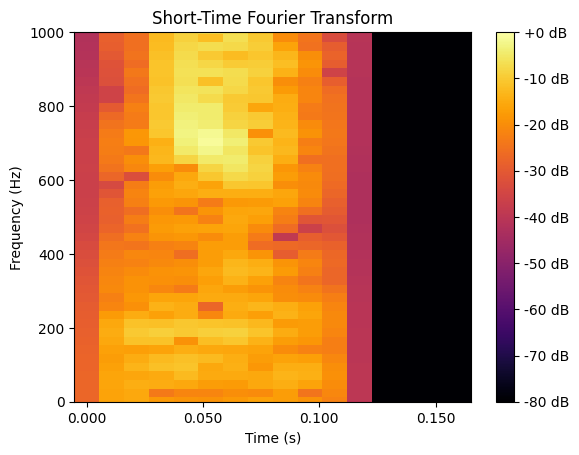 Short-Time Fourier Transform
1000
800
600
400
200
0
Frequency (Hz)
0.000
0.050
0.100
0.150
Time (s)
+0 dB
-10 dB
-20 dB
-30 dB
-40 dB
-50 dB
-60 dB
-70 dB
-80 dB